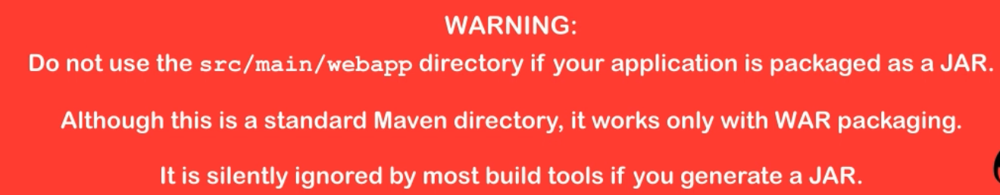 WARNING:
Do not use the src/main/webapp directory if your application is packaged as a JAR.
Although this is a standard Maven directory, it works only with WAR packaging.
It is silently ignored by most build tools if you generate a JAR.